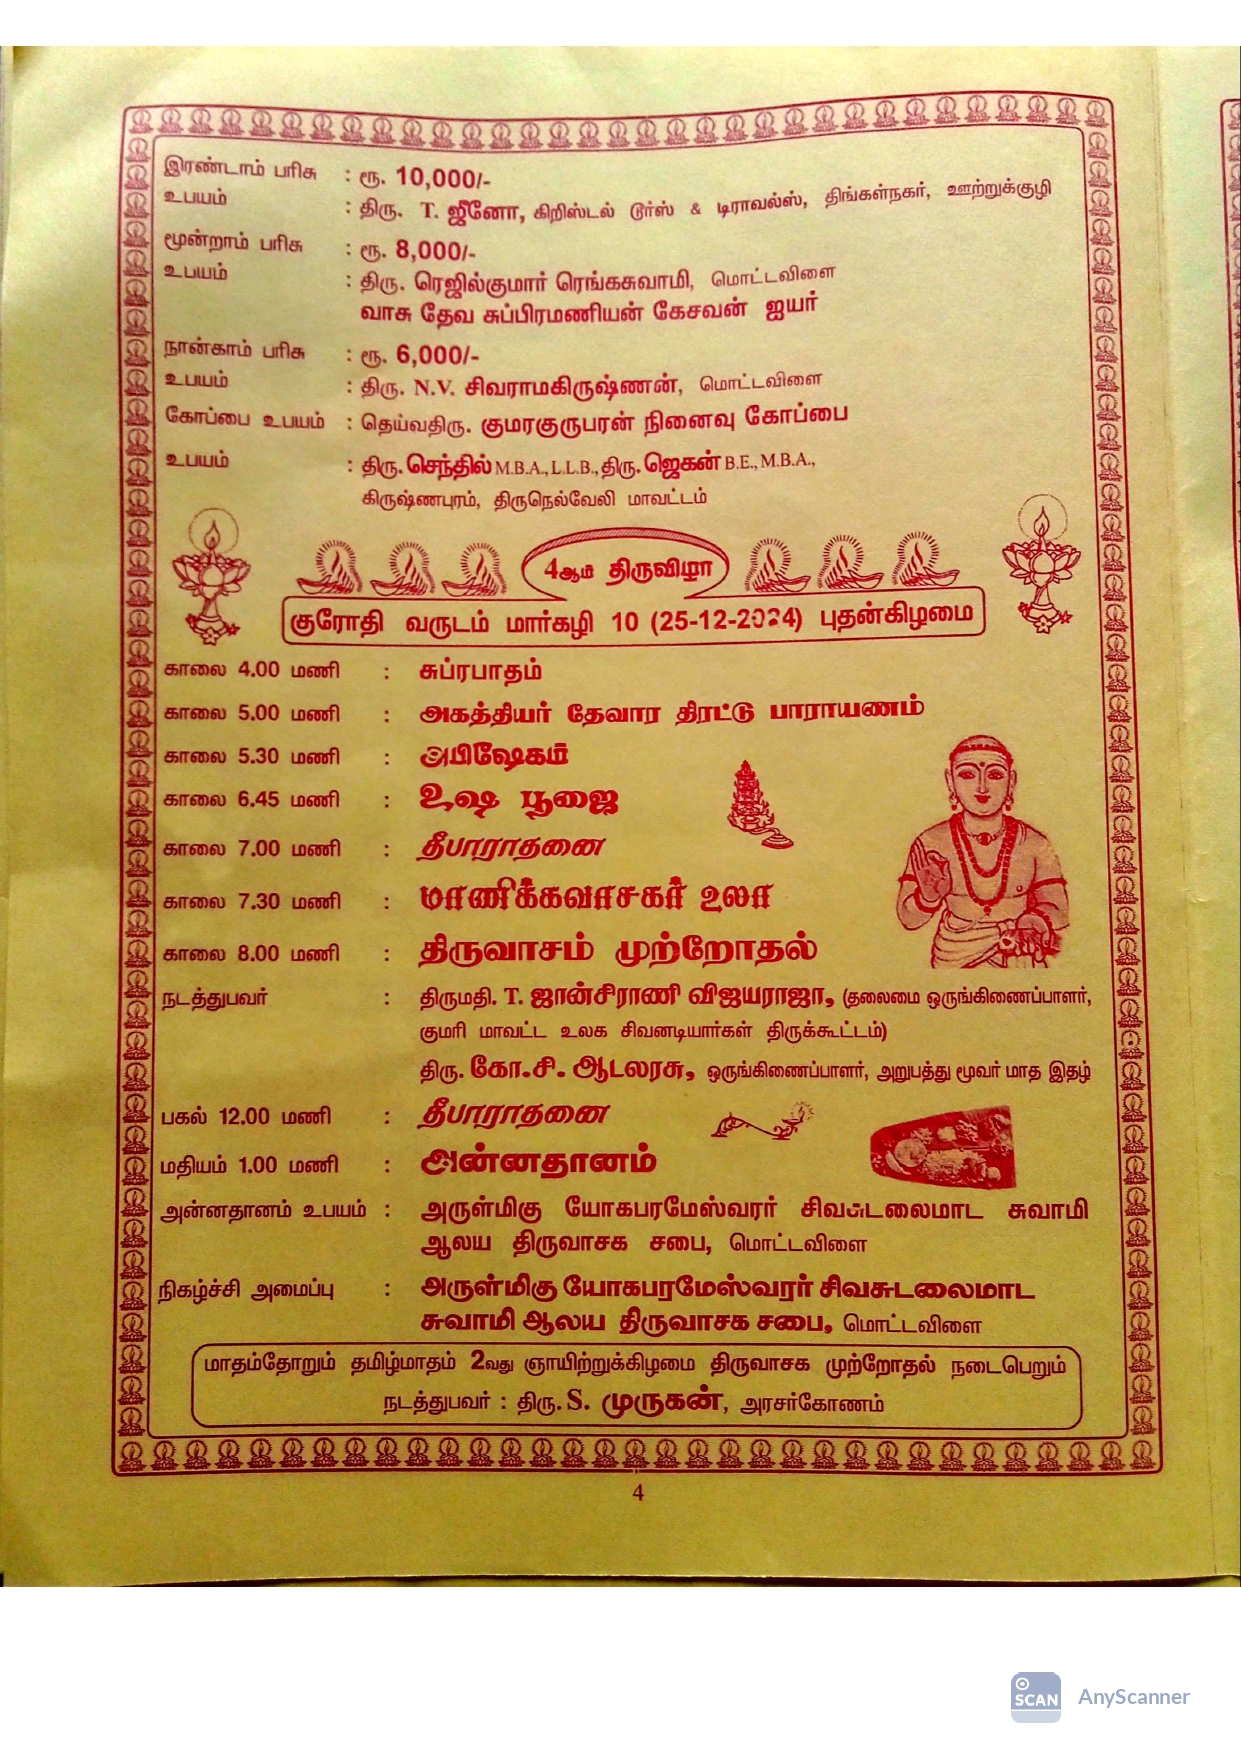 இரண்டாம் பரிசு : ரூ. 10,000/-
உபயம் : திரு. T. ஜீனோ, கிறிஸ்டல் டூர்ஸ் & டிராவல்ஸ், திங்கள்நகர், ஊற்றுக்குழி
மூன்றாம் பரிசு : ரூ. 8,000/-
உபயம் : திரு. ரெஜில்குமார் ரெங்கசுவாமி, மொட்டவிளை
வாசு தேவ சுப்பிரமணியன் கேசவன் ஐயர்
நான்காம் பரிசு : ரூ. 6,000/-
உபயம் : திரு. N.V. சிவராமகிருஷ்ணன், மொட்டவிளை
கோப்பை உபயம் : தெய்வதிரு. குமரகுருபரன் நினைவு கோப்பை
உபயம் : திரு. செந்தில் M.B.A., L.L.B., திரு. ஜெகன் B.E., M.B.A.,
கிருஷ்ணபுரம், திருநெல்வேலி மாவட்டம்
4ஆம் திருவிழா
குரோதி வருடம் மார்கழி 10 (25-12-2024) புதன்கிழமை
காலை 4.00 மணி : சுப்ரபாதம்
காலை 5.00 மணி : அகத்தியர் தேவார திரட்டு பாராயணம்
காலை 5.30 மணி : அபிஷேகம்
காலை 6.45 மணி : உஷ பூஜை
காலை 7.00 மணி : தீபாராதனை
காலை 7.30 மணி : மாணிக்கவாசகர் உலா
காலை 8.00 மணி : திருவாசம் முற்றோதல்
நடத்துபவர் : திருமதி. T. ஜான்சிராணி விஜயராஜா, (தலைமை ஒருங்கிணைப்பாளர்,
குமரி மாவட்ட உலக சிவனடியார்கள் திருக்கூட்டம்)
திரு. கோ.சி. ஆடலரசு, ஒருங்கிணைப்பாளர், அறுபத்து மூவர் மாத இதழ்
பகல் 12.00 மணி : தீபாராதனை
மதியம் 1.00 மணி : அன்னதானம்
அன்னதானம் உபயம் : அருள்மிகு யோகபரமேஸ்வரர் சிவசுடலைமாட சுவாமி
ஆலய திருவாசக சபை, மொட்டவிளை
நிகழ்ச்சி அமைப்பு : அருள்மிகு யோகபரமேஸ்வரர் சிவசுடலைமாட
சுவாமி ஆலய திருவாசக சபை, மொட்டவிளை
மாதம்தோறும் தமிழ்மாதம் 2வது ஞாயிற்றுக்கிழமை திருவாசக முற்றோதல் நடைபெறும்
நடத்துபவர் : திரு. S. முருகன், அரசர்கோணம்
4
SCAN AnyScanner